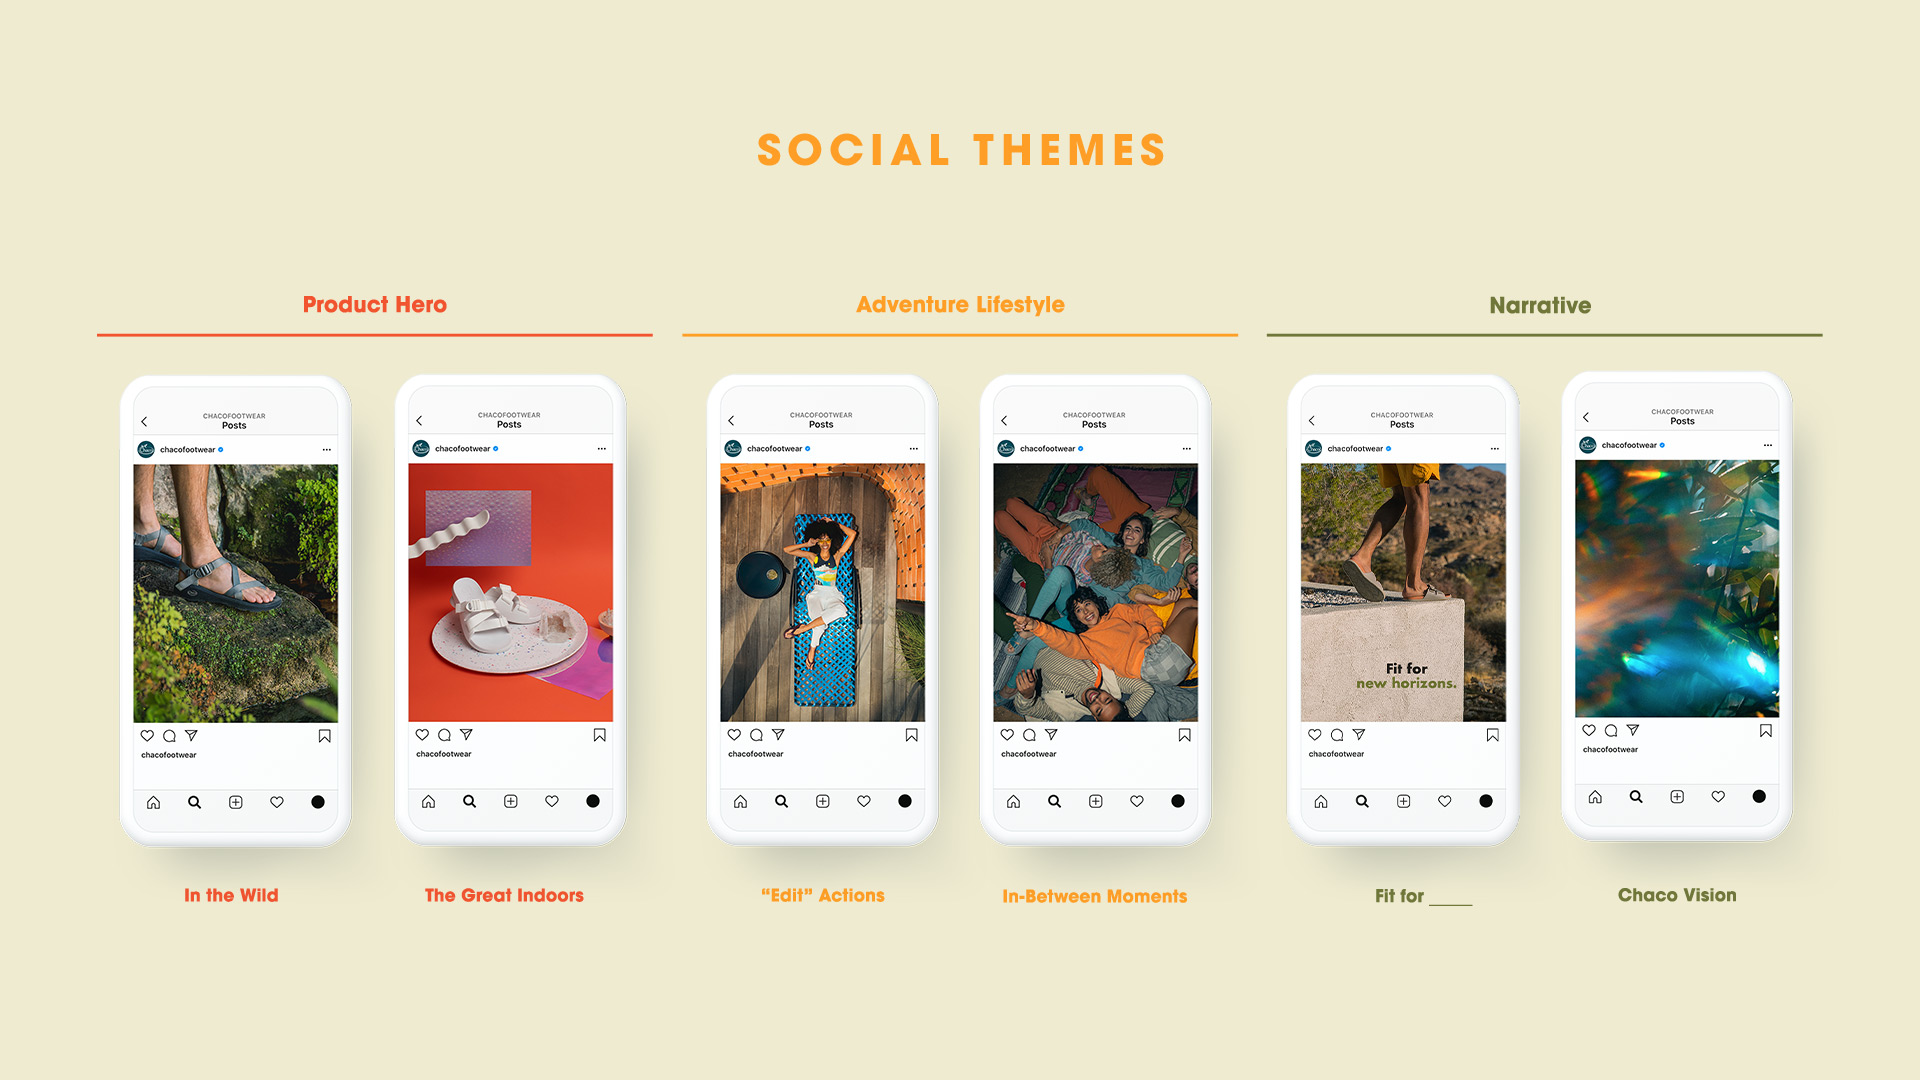 SOCIAL THEMES
Product Hero
Adventure Lifestyle
Narrative
CHACOFOOTWEAR
Posts
chacofootwear
chacofootwear
In the Wild
CHACOFOOTWEAR
Posts
chacofootwear
chacofootwear
The Great Indoors
CHACOFOOTWEAR
Posts
chacofootwear
chacofootwear
“Edit” Actions
CHACOFOOTWEAR
Posts
chacofootwear
chacofootwear
In-Between Moments
CHACOFOOTWEAR
Posts
chacofootwear
Fit for
new horizons.
chacofootwear
Fit for ____
CHACOFOOTWEAR
Posts
chacofootwear
chacofootwear
Chaco Vision